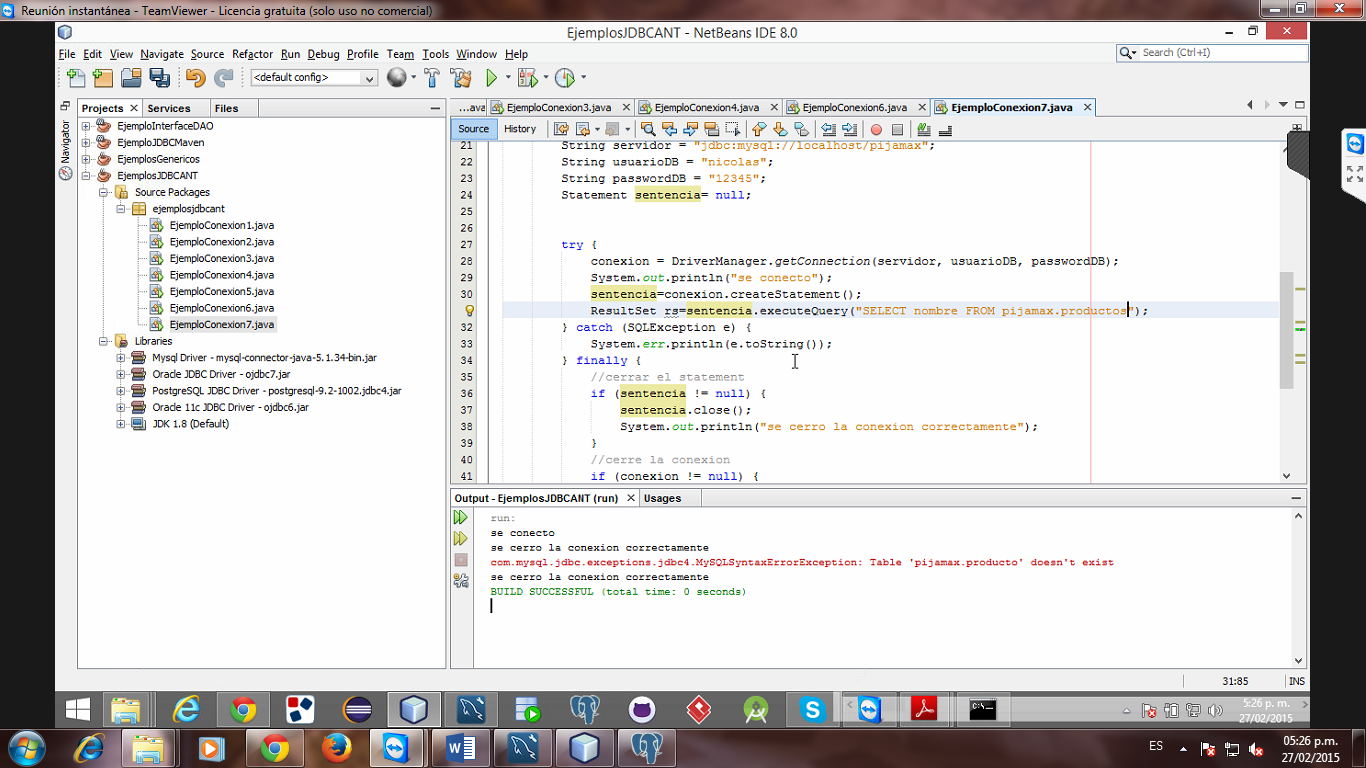 Reunión instantánea - TeamViewer - Licencia gratuita (solo uso no comercial)
EjemplosJDBCANT - NetBeans IDE 8.0
File Edit View Navigate Source Refactor Run Debug Profile Team Tools Window Help
Search (Ctrl+I)
<default config>
Projects Services Files
Navigator
EjemploInterfaceDAO
EjemploJDBCMaven
EjemplosGenericos
EjemplosJDBCANT
Source Packages
ejemplosjdbcant
EjemploConexion1.java
EjemploConexion2.java
EjemploConexion3.java
EjemploConexion4.java
EjemploConexion5.java
EjemploConexion6.java
EjemploConexion7.java
Libraries
Mysql Driver - mysql-connector-java-5.1.34-bin.jar
Oracle JDBC Driver - ojdbc7.jar
PostgreSQL JDBC Driver - postgresql-9.2-1002.jdbc4.jar
Oracle 11c JDBC Driver - ojdbc6.jar
JDK 1.8 (Default)
...ava EjemploConexion3.java EjemploConexion4.java EjemploConexion6.java EjemploConexion7.java
Source History
21 String servidor = "jdbc:mysql://localhost/pijamax";
22 String usuarioDB = "nicolas";
23 String passwordDB = "12345";
24 Statement sentencia= null;
25
26
27 try {
28 conexion = DriverManager.getConnection(servidor, usuarioDB, passwordDB);
29 System.out.println("se conecto");
30 sentencia=conexion.createStatement();
ResultSet rs=sentencia.executeQuery("SELECT nombre FROM pijamax.productos");
32 } catch (SQLException e) {
33 System.err.println(e.toString());
34 } finally {
35 //cerrar el statement
36 if (sentencia != null) {
37 sentencia.close();
38 System.out.println("se cerro la conexion correctamente");
39 }
40 //cerre la conexion
41 if (conexion != null) {
Output - EjemplosJDBCANT (run) Usages
run:
se conecto
se cerro la conexion correctamente
com.mysql.jdbc.exceptions.jdbc4.MySQLSyntaxErrorException: Table 'pijamax.producto' doesn't exist
se cerro la conexion correctamente
BUILD SUCCESSFUL (total time: 0 seconds)
31:85 INS
5:26 p. m.
27/02/2015
ES
05:26 p.m.
27/02/2015